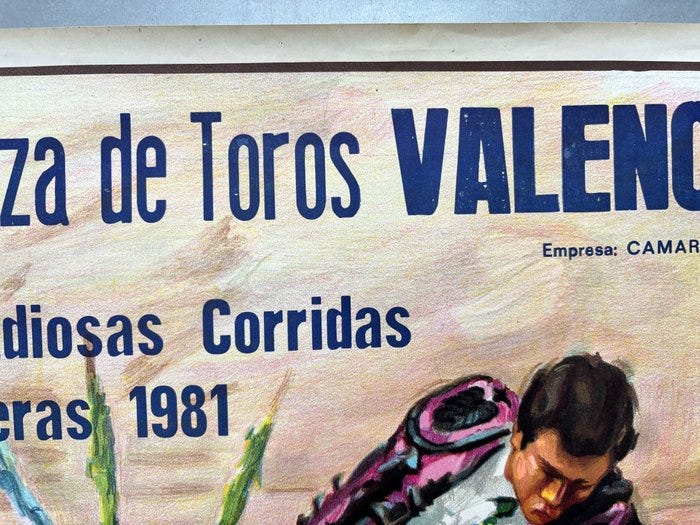 za de Toros VALENC
Empresa: CAMAR
diosas Corridas
eras 1981